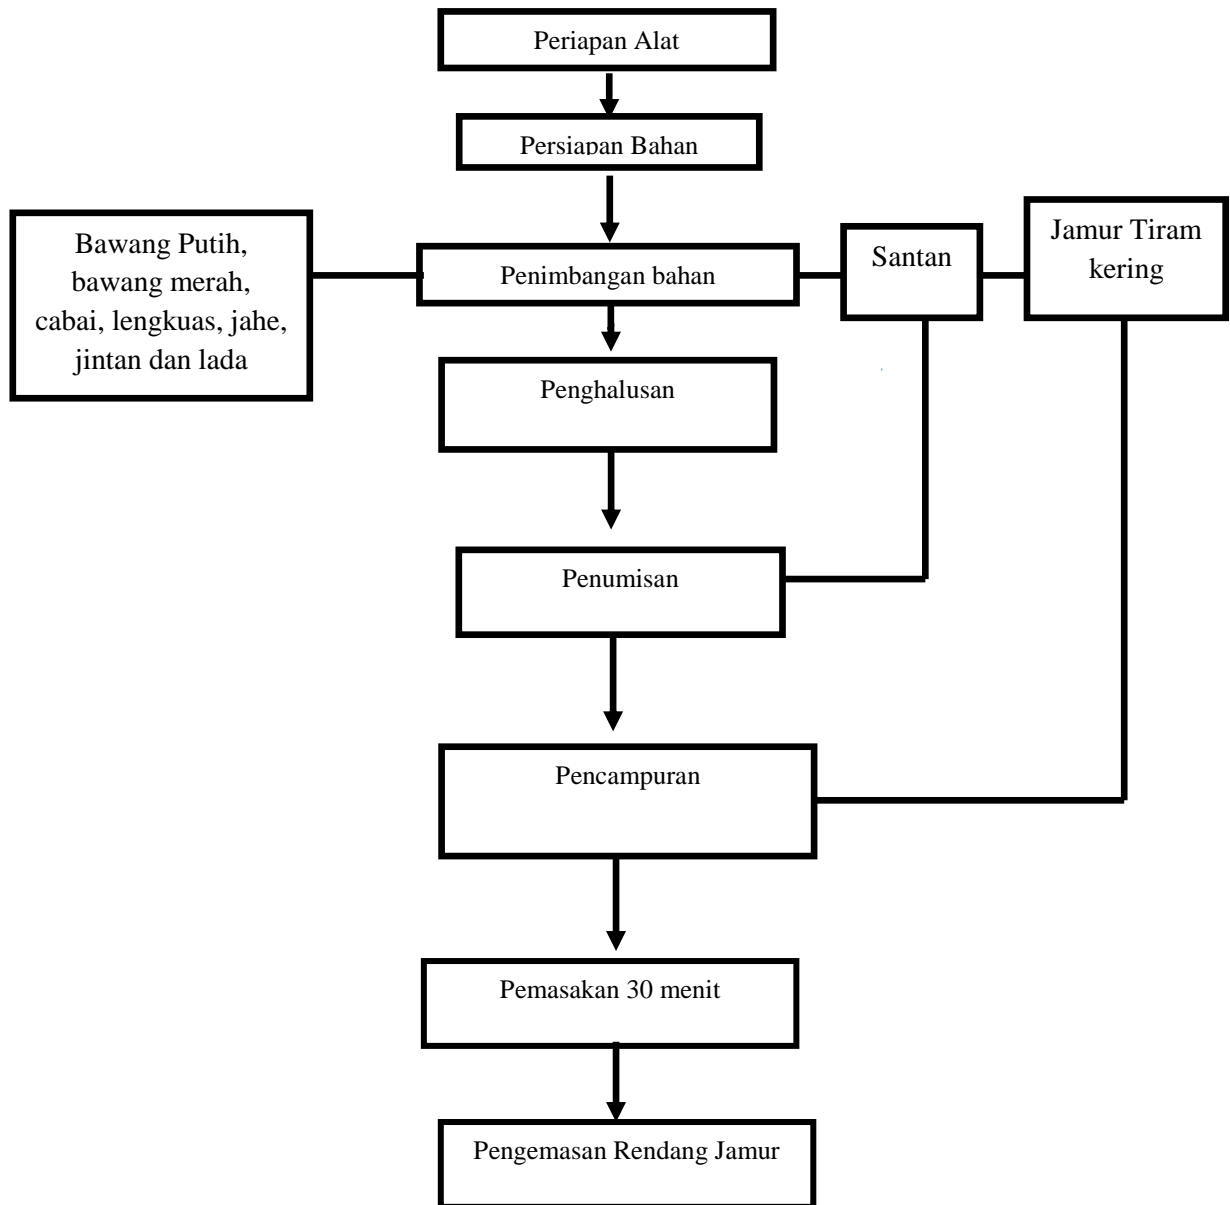 Periapan Alat
Persiapan Bahan
Bawang Putih,
bawang merah,
cabai, lengkuas, jahe,
jintan dan lada
Penimbangan bahan
Santan
Jamur Tiram
kering
Penghalusan
Penumisan
Pencampuran
Pemasakan 30 menit
Pengemasan Rendang Jamur